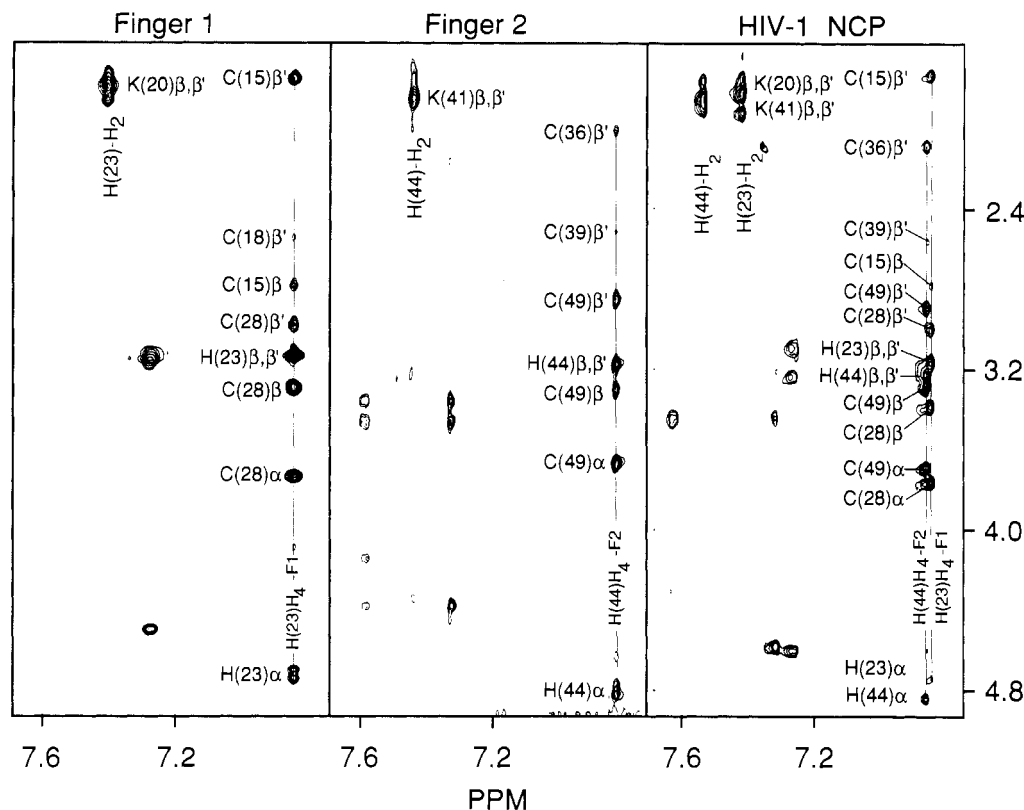 Finger 1
Finger 2
HIV-1 NCP
K(20)β,β'
H(23)-H2
C(15)β'
C(18)β'
C(15)β
C(28)β'
H(23)β,β'
C(28)β
C(28)α
H(23)H4-F1
H(23)α
K(41)β,β'
H(44)-H2
C(36)β'
C(39)β'
C(49)β'
H(44)β,β'
C(49)β
C(49)α
H(44)H4-F2
H(44)α
K(20)β,β'
K(41)β,β'
H(44)-H2
H(23)-H2
C(15)β'
C(36)β'
C(39)β'
C(15)β
C(49)β'
C(28)β'
H(23)β,β'
H(44)β,β'
C(49)β
C(28)β
C(49)α
C(28)α
H(44)H4-F2
H(23)H4-F1
H(23)α
H(44)α
2.4
3.2
4.0
4.8
7.6
7.2
7.6
7.2
7.6
7.2
PPM